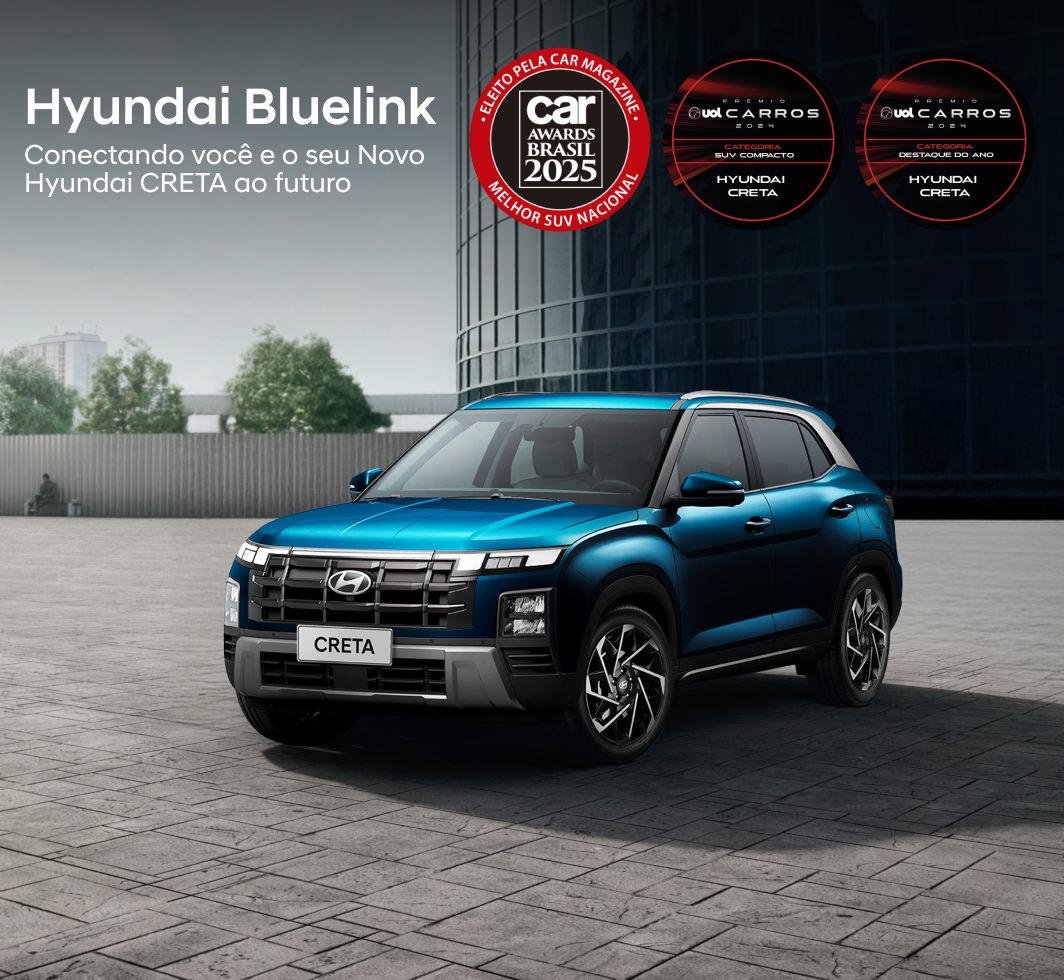 Hyundai Bluelink
Conectando você e o seu Novo
Hyundai CRETA ao futuro
• ELEITO PELA CAR MAGAZINE •
car
AWARDS
BRASIL
2025
MELHOR SUV NACIONAL
PRÊMIO
uol CARROS
2024
CATEGORIA
SUV COMPACTO
HYUNDAI
CRETA
PRÊMIO
uol CARROS
2024
CATEGORIA
DESTAQUE DO ANO
HYUNDAI
CRETA
CRETA